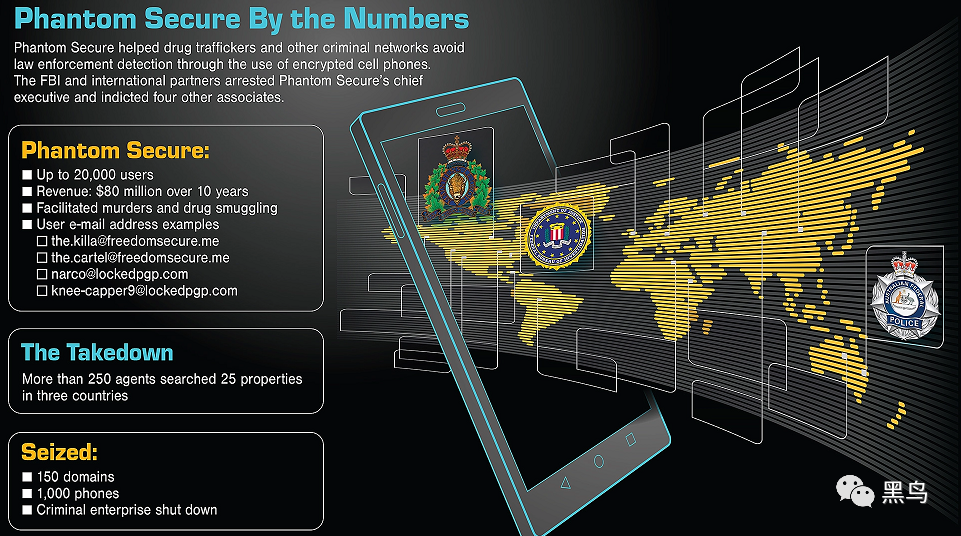 Phantom Secure By the Numbers
Phantom Secure helped drug traffickers and other criminal networks avoid
law enforcement detection through the use of encrypted cell phones.
The FBI and international partners arrested Phantom Secure's chief
executive and indicted four other associates.
Phantom Secure:
Up to 20,000 users
Revenue: $80 million over 10 years
Facilitated murders and drug smuggling
User e-mail address examples
the.killa@freedomsecure.me
the.cartel@freedomsecure.me
narco@lockedpgp.com
knee-capper9@lockedpgp.com
The Takedown
More than 250 agents searched 25 properties
in three countries
Seized:
150 domains
1,000 phones
Criminal enterprise shut down
AUSTRALIAN FEDERAL
POLICE
黑鸟